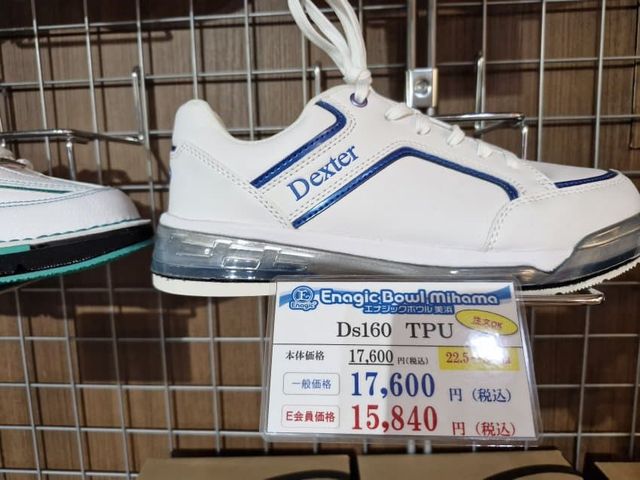 Dexter
Enagic Bowl Mihama
Enagic
エナジックボウル 美浜
Ds160 TPU
注文OK
本体価格 17,600 円(税込)
22.5
一般価格 17,600 円(税込)
E会員価格 15,840 円(税込)